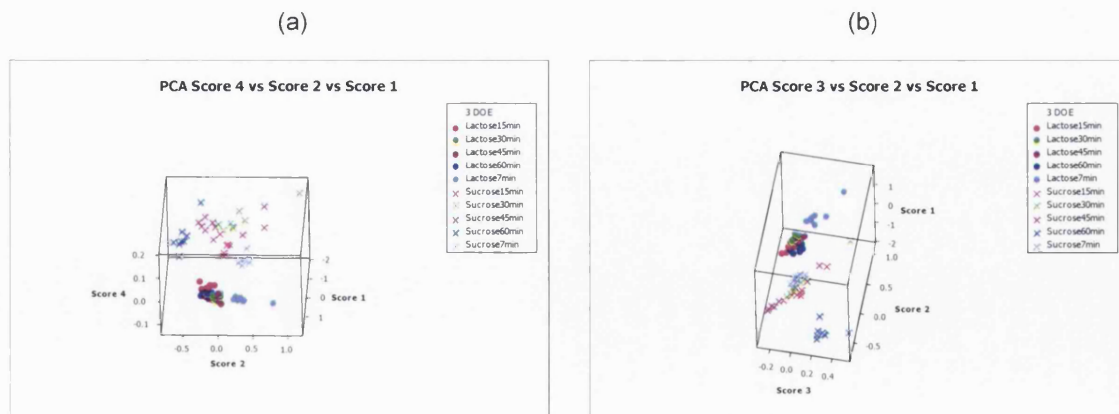 (a)
PCA Score 4 vs Score 2 vs Score 1
3 DOE
Lactose15min
Lactose30min
Lactose45min
Lactose60min
Lactose7min
Sucrose15min
Sucrose30min
Sucrose45min
Sucrose60min
Sucrose7min
0.2
0.1
0.0
-0.1
Score 4
-2
-1
0
1
Score 1
-0.5
0.0
0.5
1.0
Score 2
(b)
PCA Score 3 vs Score 2 vs Score 1
3 DOE
Lactose15min
Lactose30min
Lactose45min
Lactose60min
Lactose7min
Sucrose15min
Sucrose30min
Sucrose45min
Sucrose60min
Sucrose7min
1
0
-1
-2
Score 1
1.0
0.5
0.0
-0.5
Score 2
-0.2
0.0
0.2
0.4
Score 3